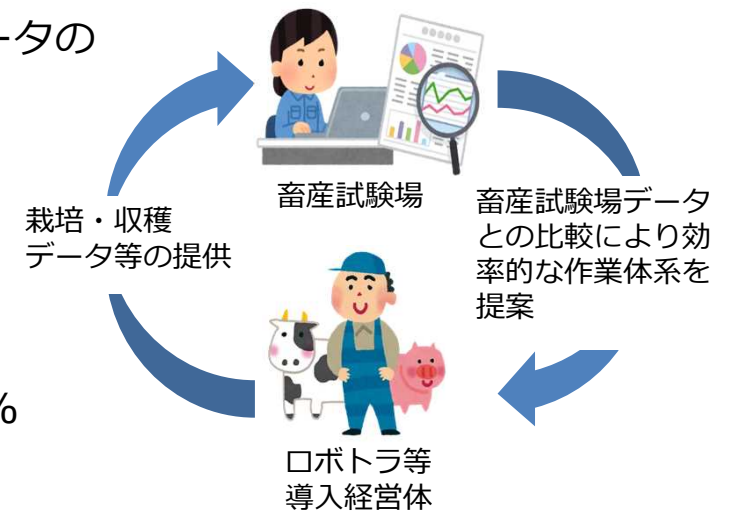 ータの
畜産試験場
栽培・収穫
データ等の提供
畜産試験場データ
との比較により効
率的な作業体系を
提案
%
ロボトラ等
導入経営体